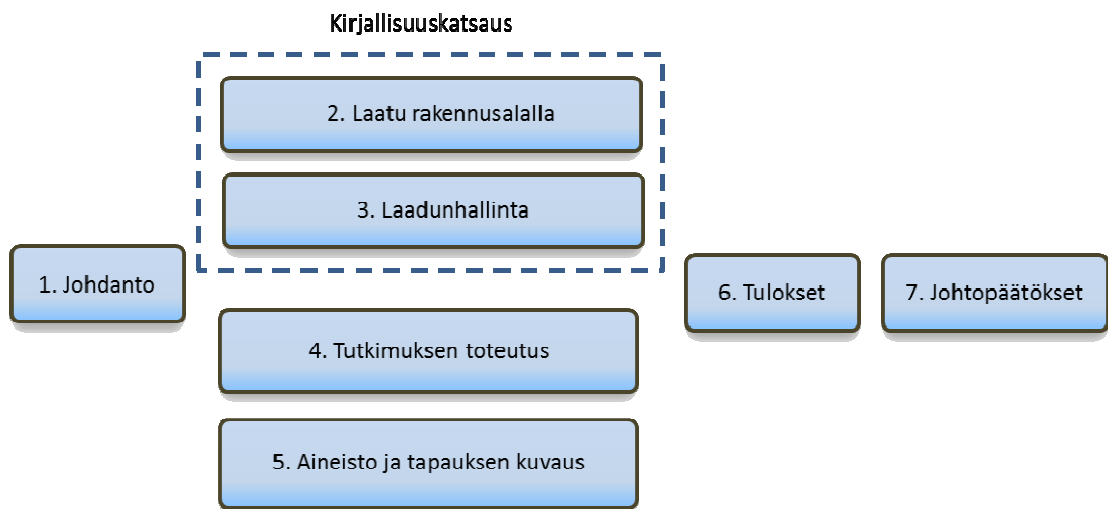 Kirjallisuuskatsaus
2. Laatu rakennusalalla
3. Laadunhallinta
1. Johdanto
4. Tutkimuksen toteutus
5. Aineisto ja tapauksen kuvaus
6. Tulokset
7. Johtopäätökset